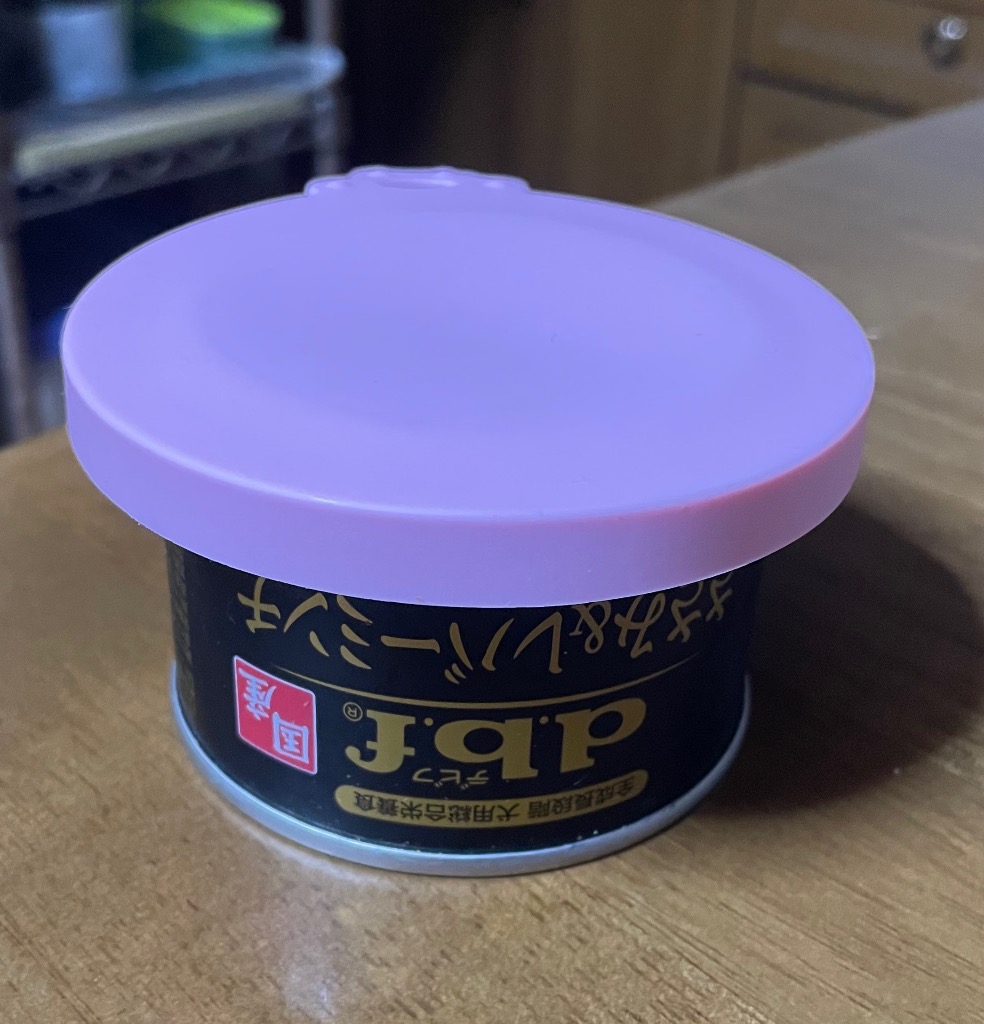 全成長段階 犬用総合栄養食
デビフ
d.b.f®
国産
ささみ&レバーミンチ